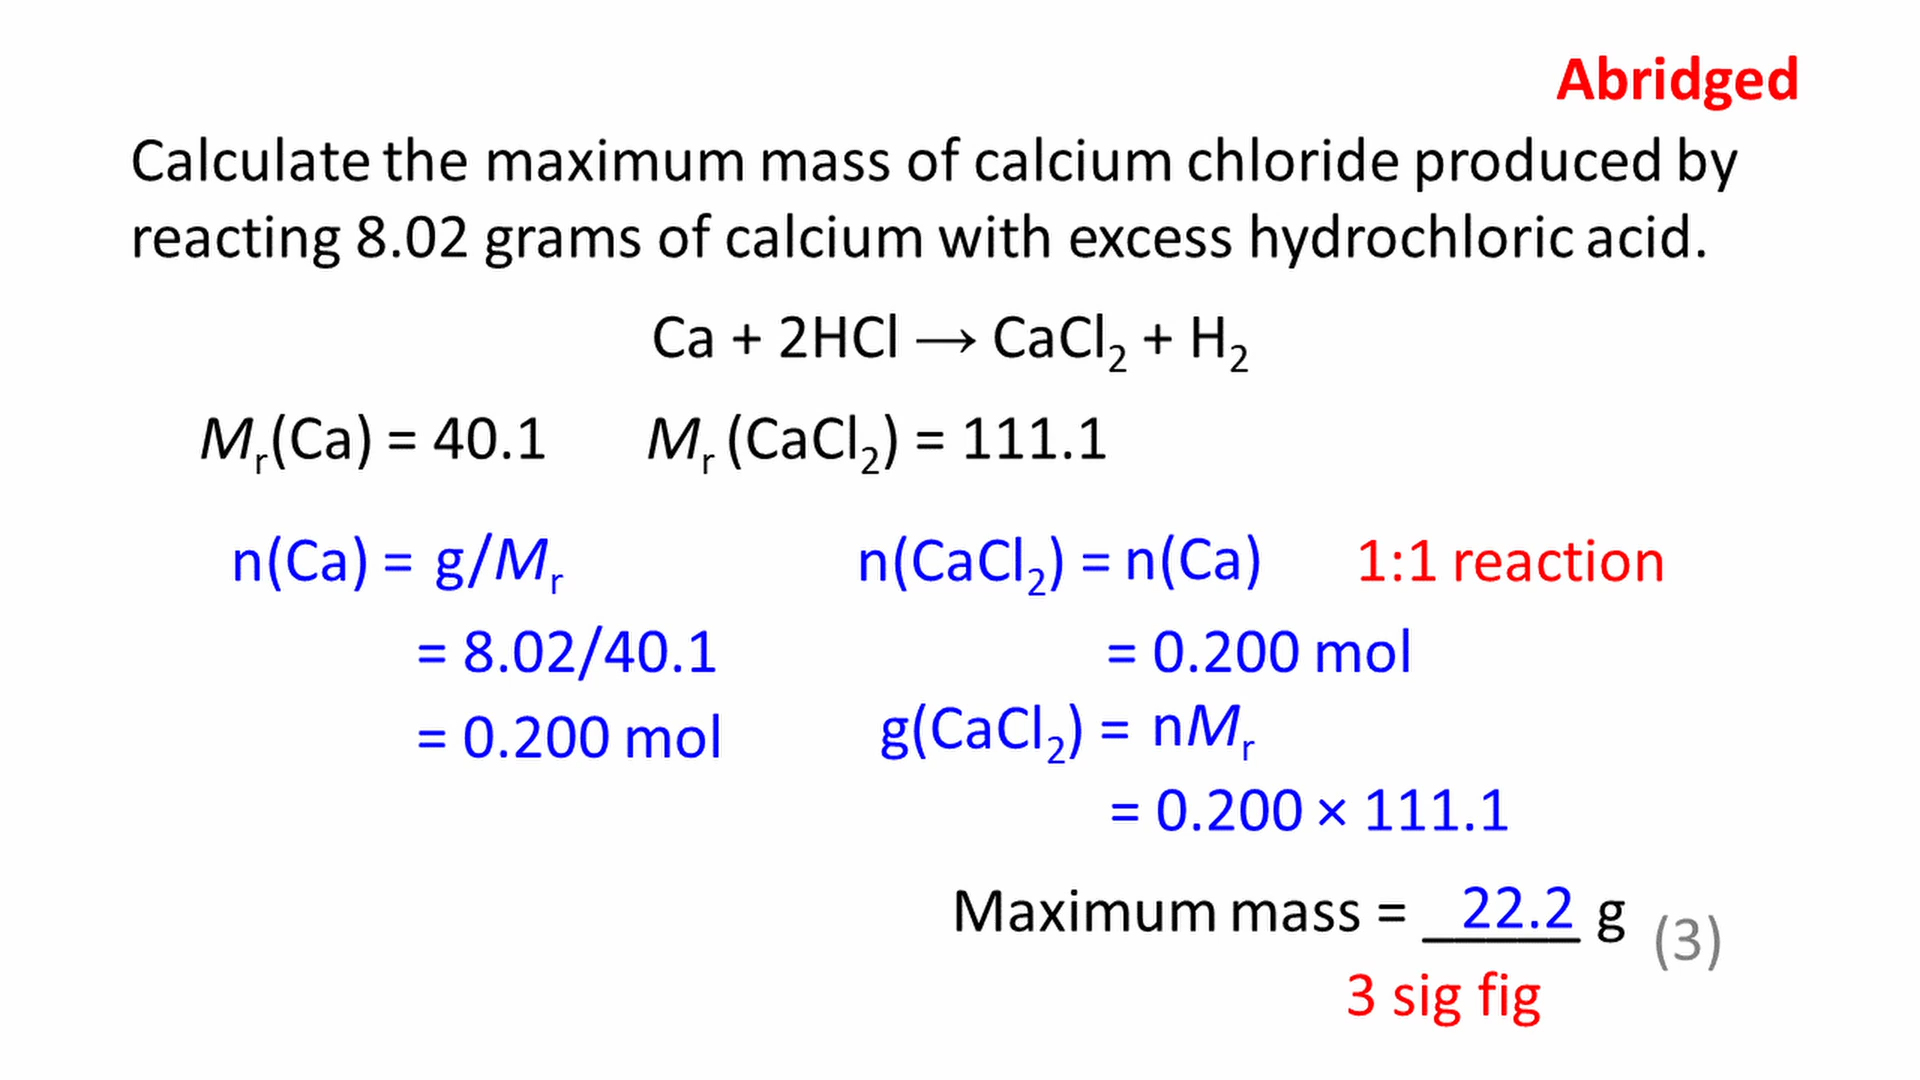 Abridged
Calculate the maximum mass of calcium chloride produced by
reacting 8.02 grams of calcium with excess hydrochloric acid.
Ca + 2HCl → CaCl₂ + H₂
Mᵣ(Ca) = 40.1 Mᵣ (CaCl₂) = 111.1
n(Ca) = g/Mᵣ n(CaCl₂) = n(Ca) 1:1 reaction
= 8.02/40.1 = 0.200 mol
= 0.200 mol g(CaCl₂) = nMᵣ
= 0.200 × 111.1
Maximum mass = 22.2 g (3)
3 sig fig